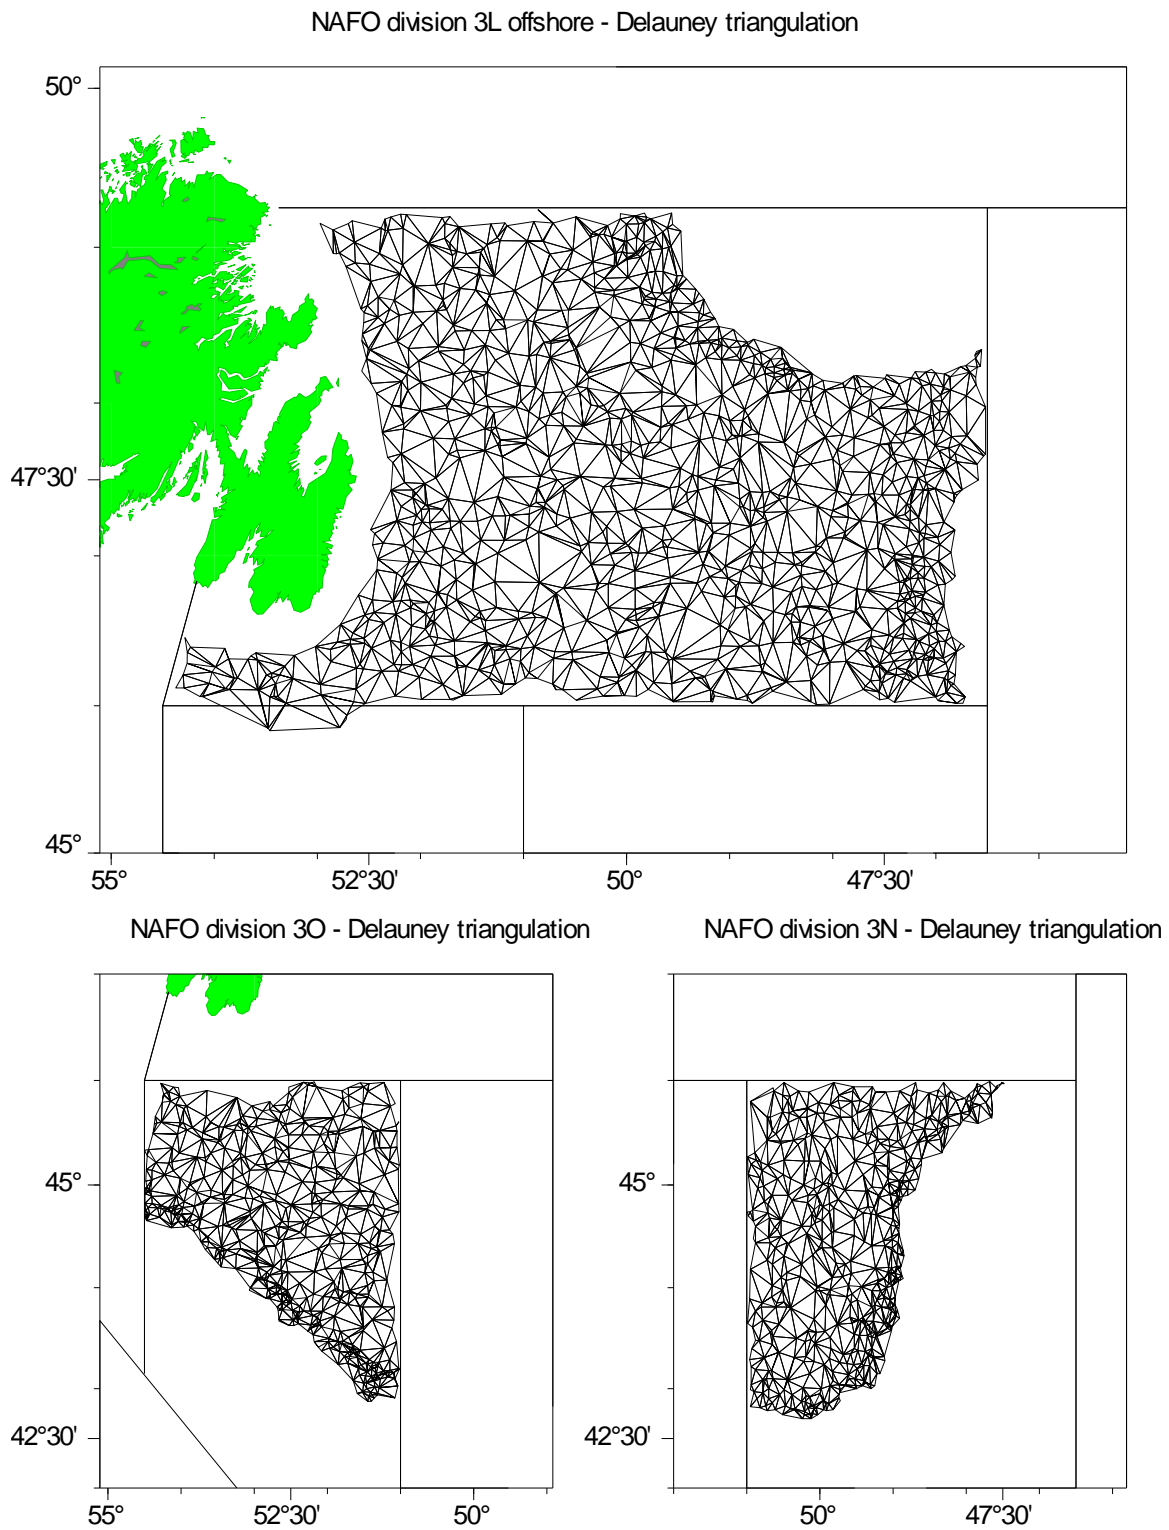 NAFO division 3L offshore - Delauney triangulation
50°
47°30'
45°
55° 52°30' 50° 47°30'
NAFO division 3O - Delauney triangulation
NAFO division 3N - Delauney triangulation
45°
42°30'
55° 52°30' 50°
45°
42°30'
50° 47°30'